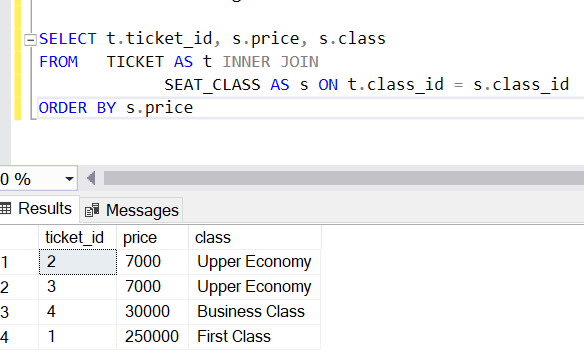 SELECT t.ticket_id, s.price, s.class
FROM TICKET AS t INNER JOIN
SEAT_CLASS AS s ON t.class_id = s.class_id
ORDER BY s.price
0 %
Results Messages
ticket_id price class
1 2 7000 Upper Economy
2 3 7000 Upper Economy
3 4 30000 Business Class
4 1 250000 First Class